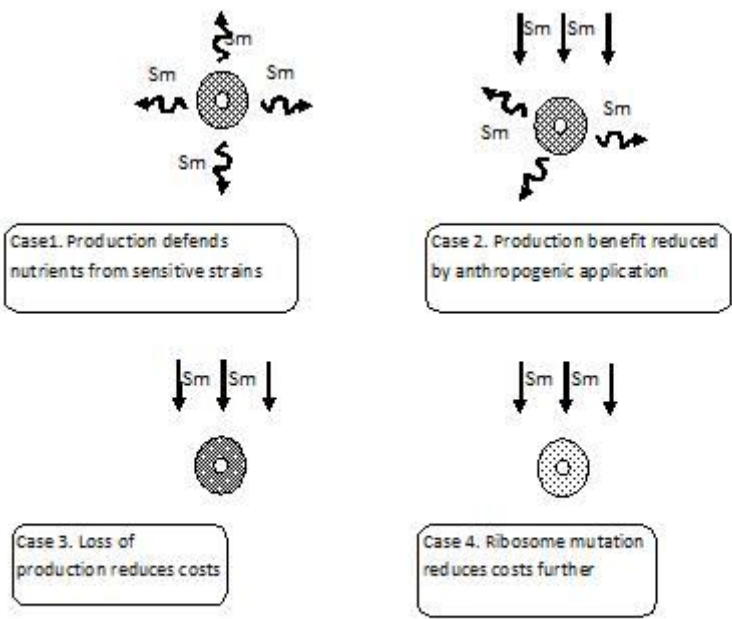 Sm
Sm
Sm
Sm
Case1. Production defends
nutrients from sensitive strains
Sm Sm
Sm
Sm
Case 2. Production benefit reduced
by anthropogenic application
Sm Sm
Case 3. Loss of
production reduces costs
Sm Sm
Case 4. Ribosome mutation
reduces costs further